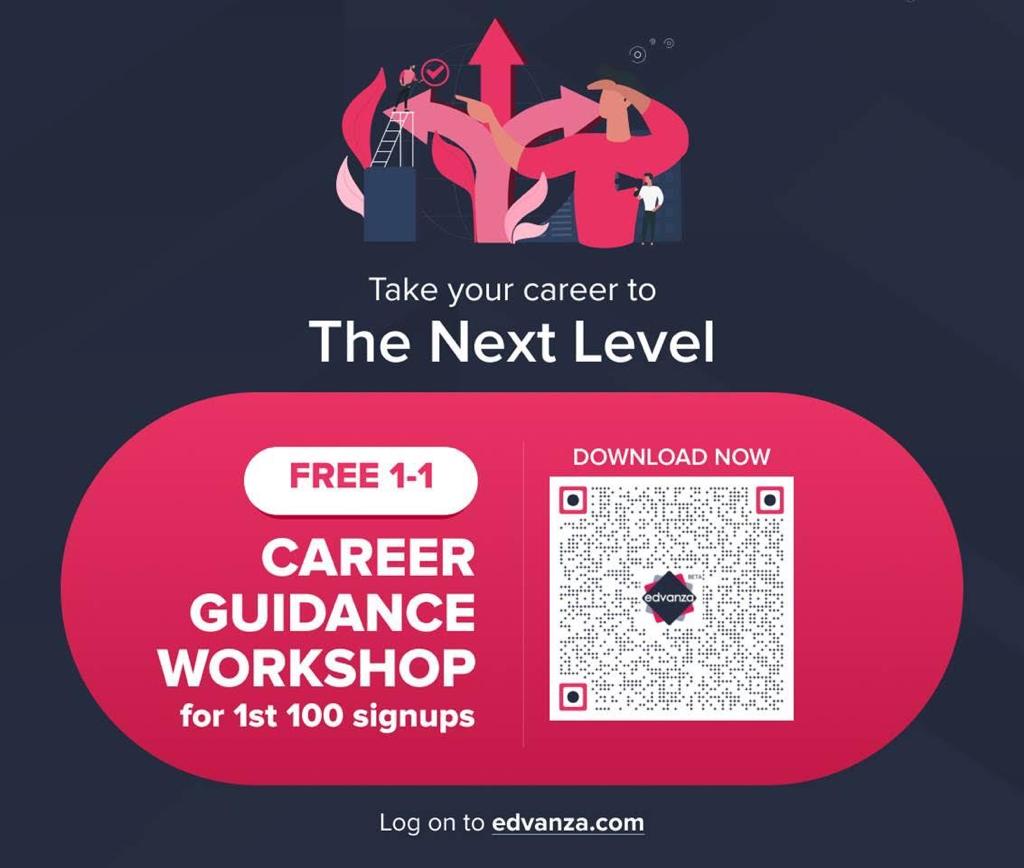 Take your career to
The Next Level
FREE 1-1
CAREER
GUIDANCE
WORKSHOP
for 1st 100 signups
DOWNLOAD NOW
BETA
edvanza
Log on to edvanza.com